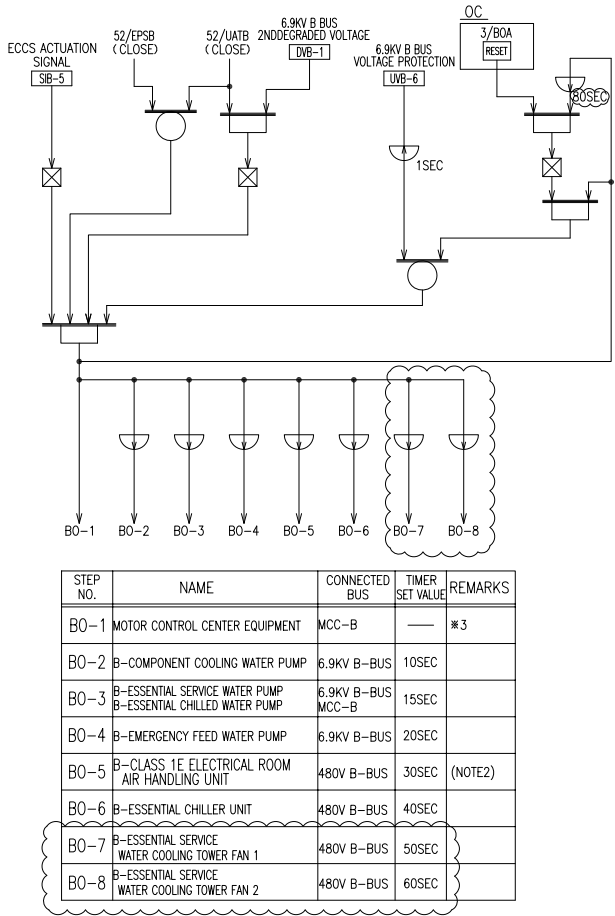 OC
3/BOA
RESET
80SEC
ECCS ACTUATION
SIGNAL
SIB-5
52/EPSB
(CLOSE)
52/UATB
(CLOSE)
6.9KV B BUS
2NDDEGRADED VOLTAGE
DVB-1
6.9KV B BUS
VOLTAGE PROTECTION
UVB-6
1SEC
BO-1 BO-2 BO-3 BO-4 BO-5 BO-6 BO-7 BO-8
STEP NO. NAME CONNECTED BUS TIMER SET VALUE REMARKS
BO-1 MOTOR CONTROL CENTER EQUIPMENT MCC-B —— ※3
BO-2 B-COMPONENT COOLING WATER PUMP 6.9KV B-BUS 10SEC
BO-3 B-ESSENTIAL SERVICE WATER PUMP B-ESSENTIAL CHILLED WATER PUMP 6.9KV B-BUS MCC-B 15SEC
BO-4 B-EMERGENCY FEED WATER PUMP 6.9KV B-BUS 20SEC
BO-5 B-CLASS 1E ELECTRICAL ROOM AIR HANDLING UNIT 480V B-BUS 30SEC (NOTE2)
BO-6 B-ESSENTIAL CHILLER UNIT 480V B-BUS 40SEC
BO-7 B-ESSENTIAL SERVICE WATER COOLING TOWER FAN 1 480V B-BUS 50SEC
BO-8 B-ESSENTIAL SERVICE WATER COOLING TOWER FAN 2 480V B-BUS 60SEC